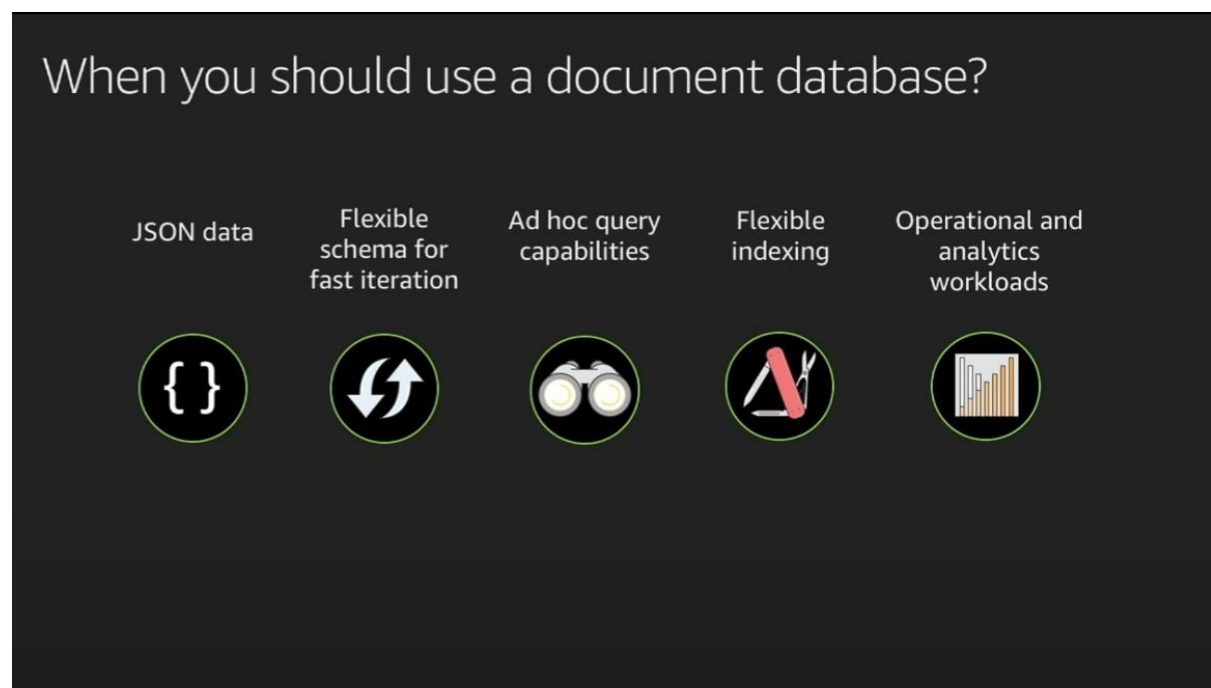 When you should use a document database?
JSON data
Flexible
schema for
fast iteration
Ad hoc query
capabilities
Flexible
indexing
Operational and
analytics
workloads
{ }